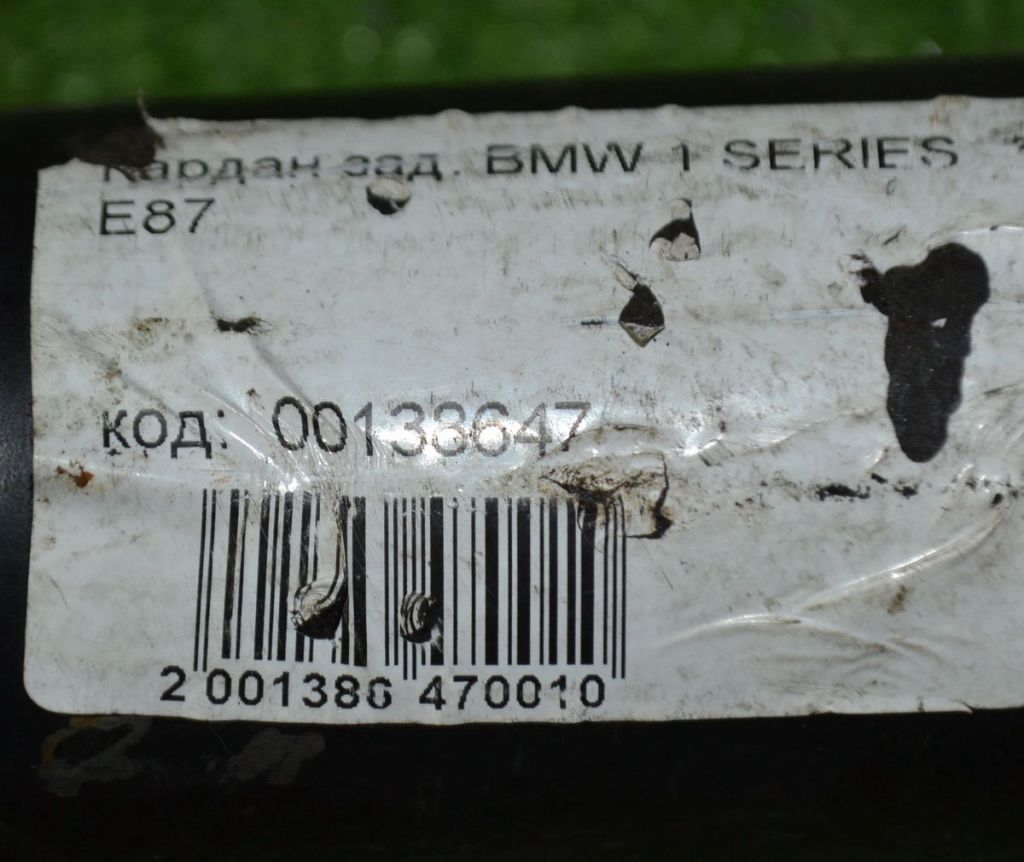 Кардан зад. BMW 1 SERIES
E87
код: 00138647
2 001386 470010